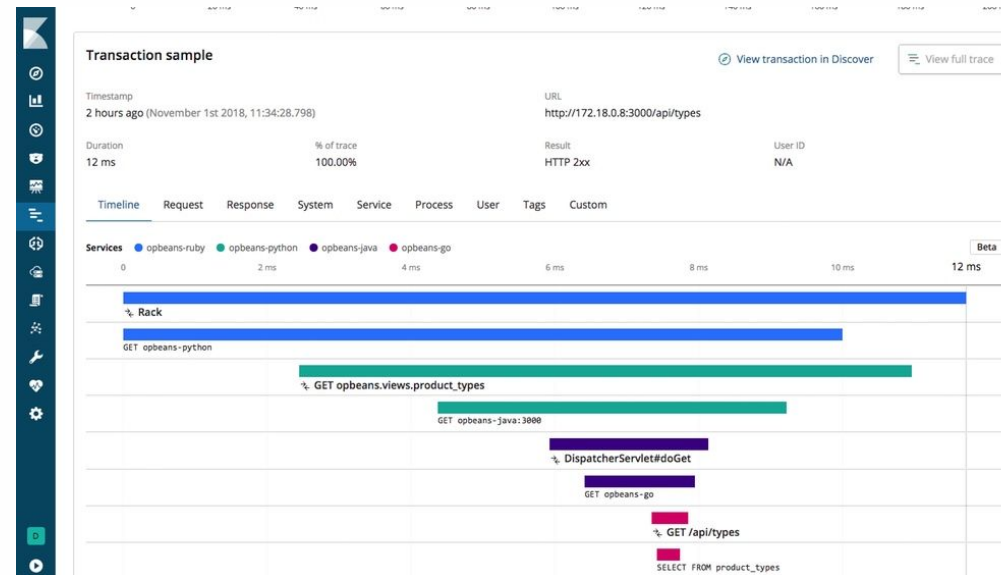 Transaction sample
View transaction in Discover
View full trace
Timestamp
2 hours ago (November 1st 2018, 11:34:28.798)
URL
http://172.18.0.8:3000/api/types
Duration
12 ms
% of trace
100.00%
Result
HTTP 2xx
User ID
N/A
Timeline Request Response System Service Process User Tags Custom
Services opbeans-ruby opbeans-python opbeans-java opbeans-go
Beta
0 2 ms 4 ms 6 ms 8 ms 10 ms 12 ms
Rack
GET opbeans-python
GET opbeans.views.product_types
GET opbeans-java:3000
DispatcherServlet#doGet
GET opbeans-go
GET /api/types
SELECT FROM product_types
D